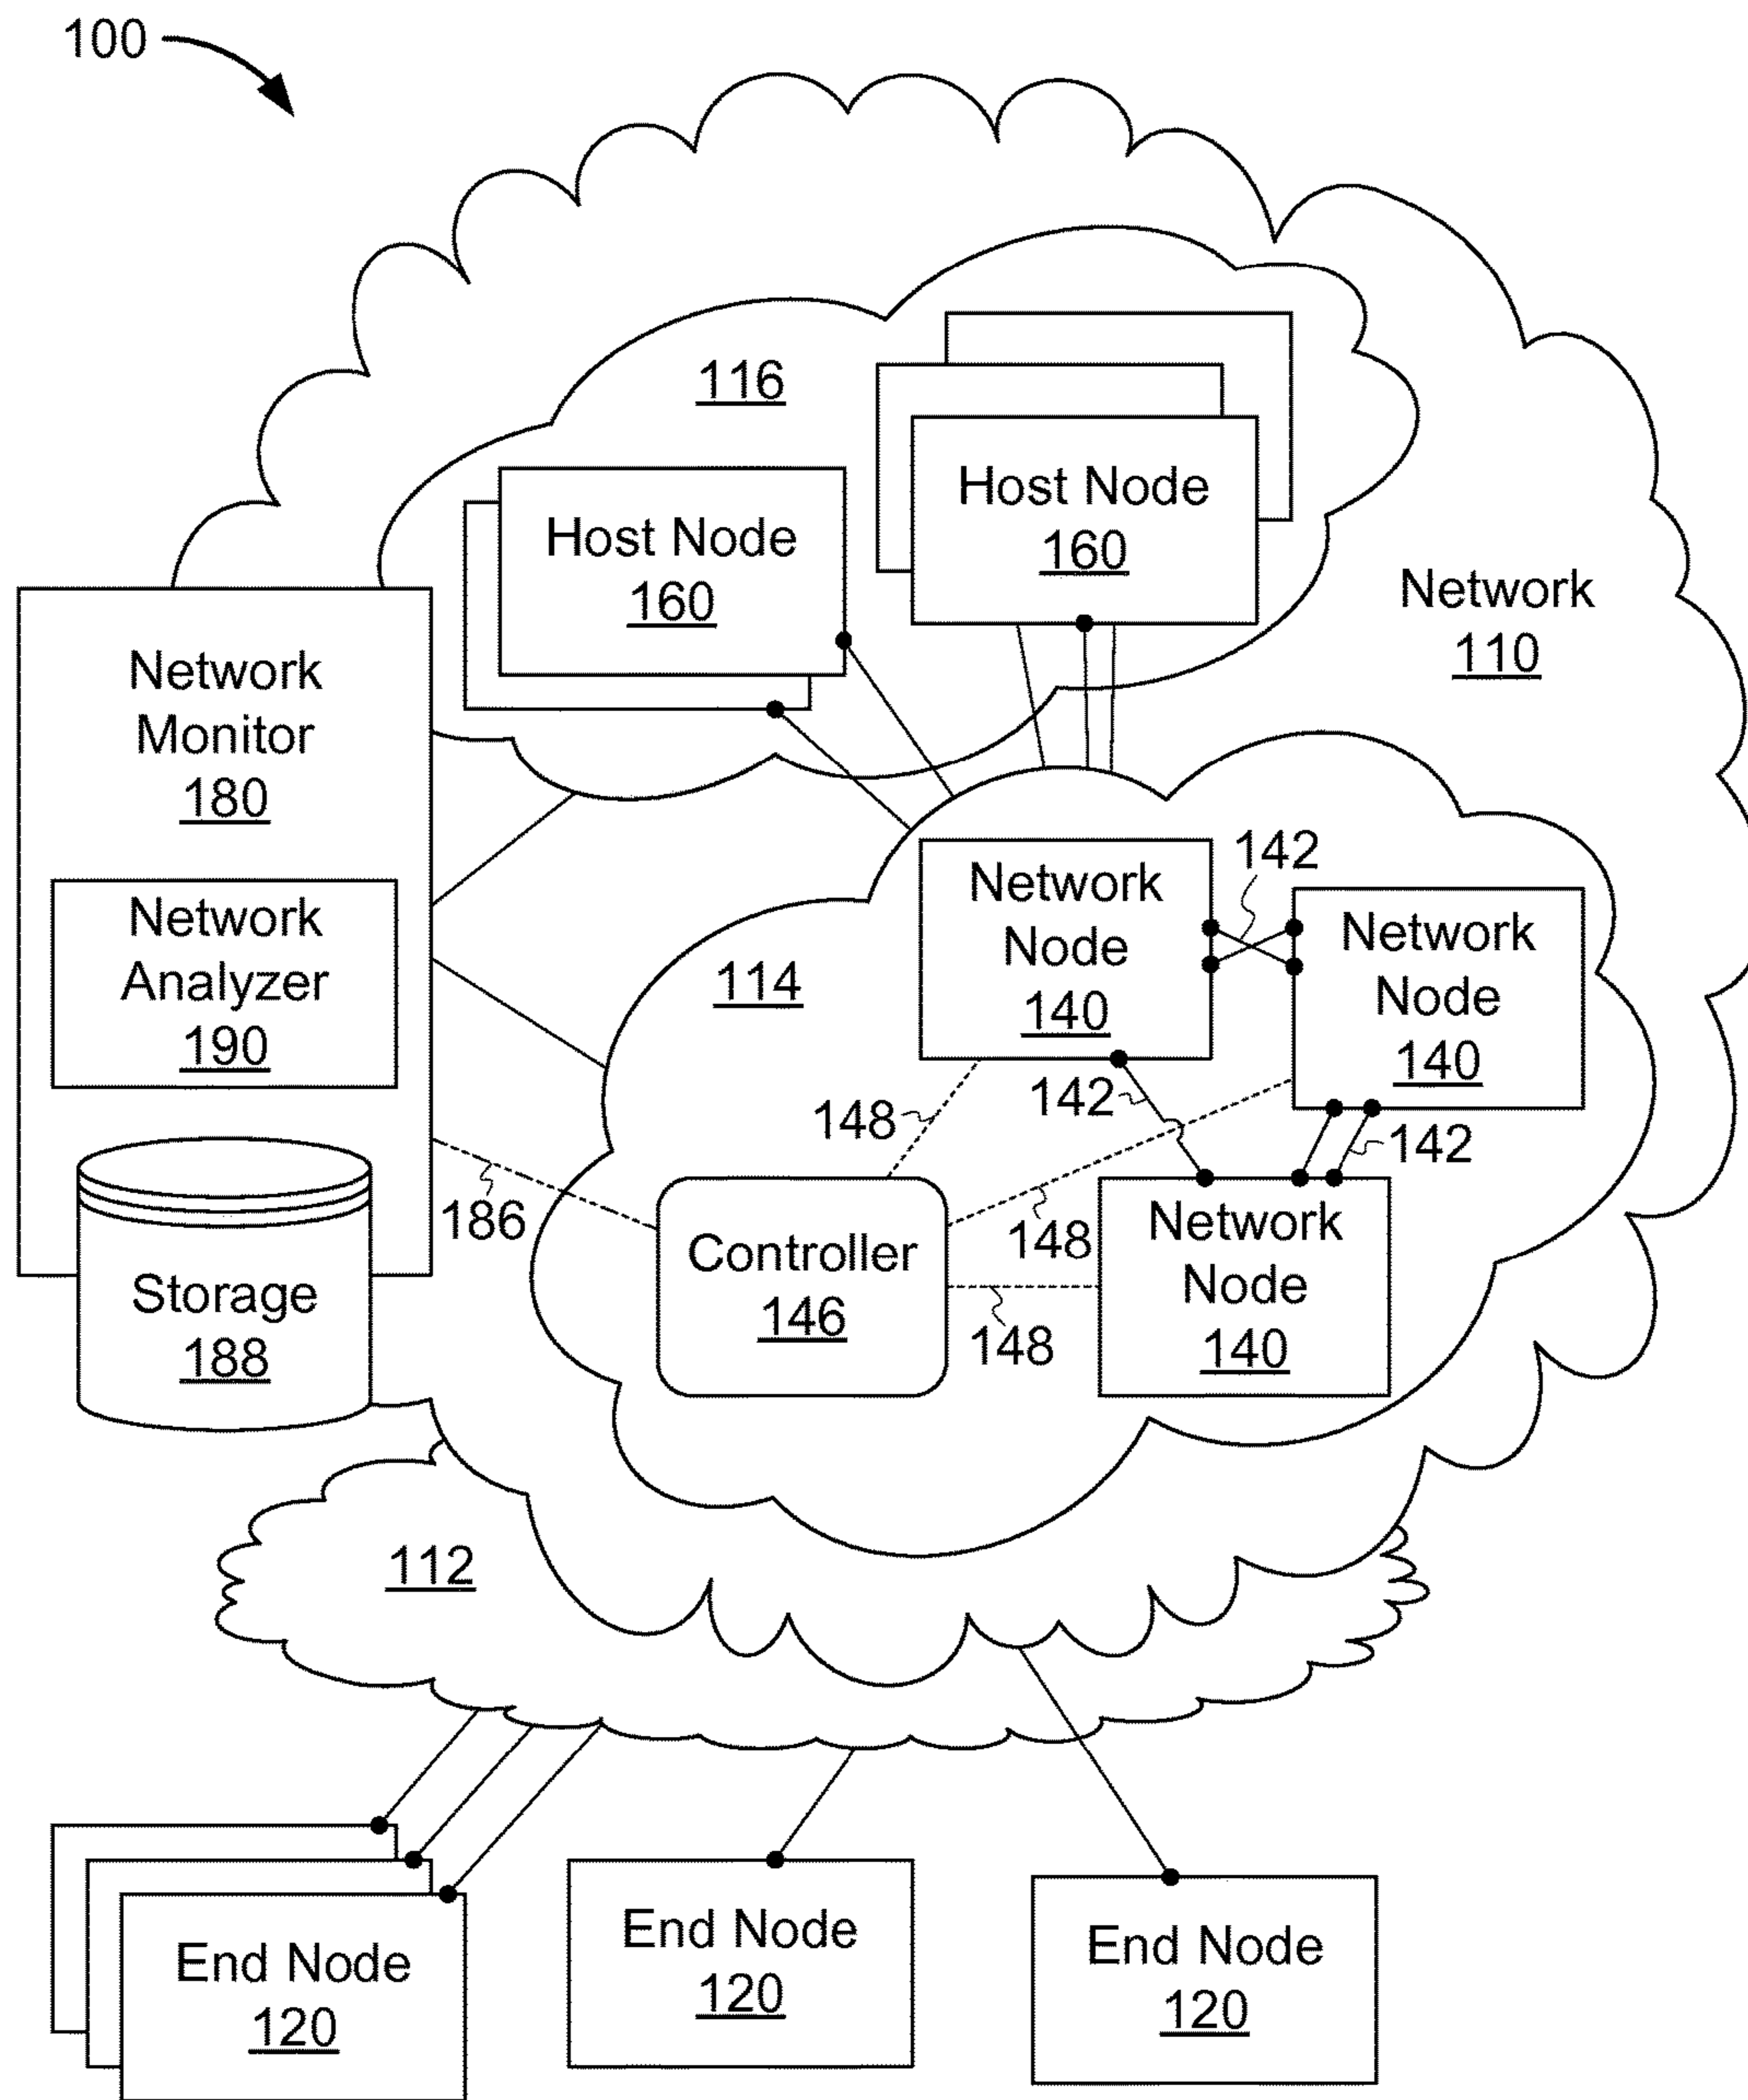 100
116
Host Node
160
Host Node
160
Network
110
Network
Monitor
180
Network
Analyzer
190
Storage
188
114
Network
Node
140
142
Network
Node
140
142
142
148
148
148
186
Controller
146
Network
Node
140
112
End Node
120
End Node
120
End Node
120